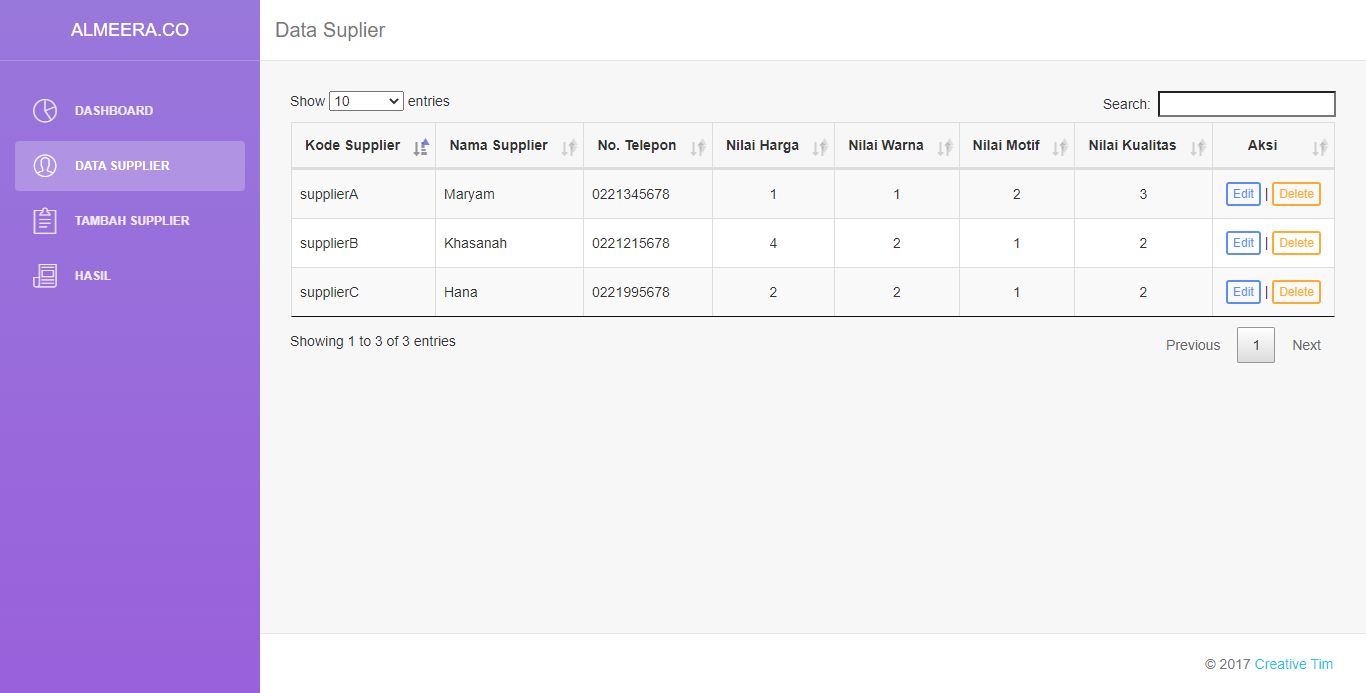 ALMEERA.CO
Data Suplier
DASHBOARD
DATA SUPPLIER
TAMBAH SUPPLIER
HASIL
Show 10 entries
Search:
Kode Supplier Nama Supplier No. Telepon Nilai Harga Nilai Warna Nilai Motif Nilai Kualitas Aksi
supplierA Maryam 0221345678 1 1 2 3 Edit | Delete
supplierB Khasanah 0221215678 4 2 1 2 Edit | Delete
supplierC Hana 0221995678 2 2 1 2 Edit | Delete
Showing 1 to 3 of 3 entries
Previous 1 Next
© 2017 Creative Tim